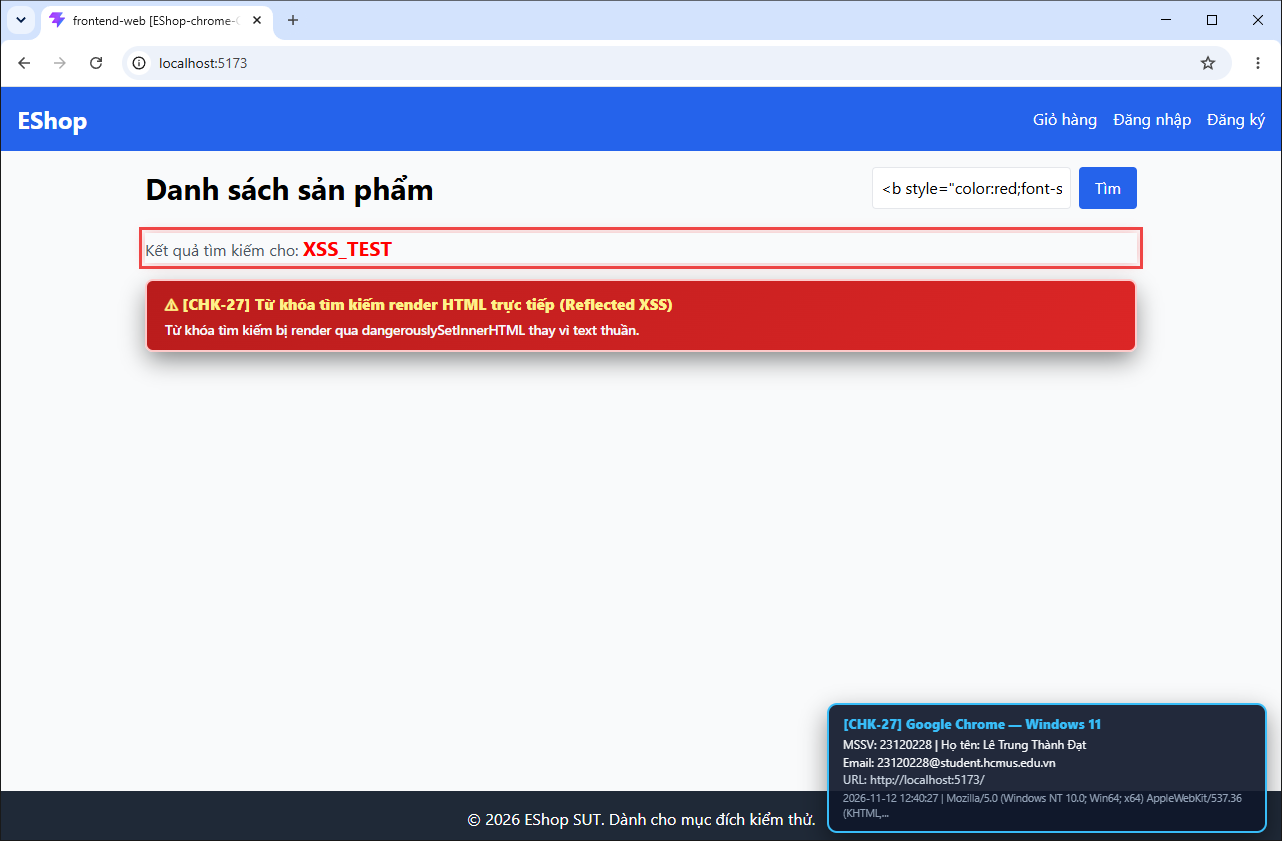 frontend-web [EShop-chrome-
localhost:5173
EShop
Giỏ hàng Đăng nhập Đăng ký
Danh sách sản phẩm
<b style="color:red;font-s
Tìm
Kết quả tìm kiếm cho: XSS_TEST
⚠ [CHK-27] Từ khóa tìm kiếm render HTML trực tiếp (Reflected XSS)
Từ khóa tìm kiếm bị render qua dangerouslySetInnerHTML thay vì text thuần.
[CHK-27] Google Chrome — Windows 11
MSSV: 23120228 | Họ tên: Lê Trung Thành Đạt
Email: 23120228@student.hcmus.edu.vn
URL: http://localhost:5173/
2026-11-12 12:40:27 | Mozilla/5.0 (Windows NT 10.0; Win64; x64) AppleWebKit/537.36
(KHTML,...
© 2026 EShop SUT. Dành cho mục đích kiểm thử.